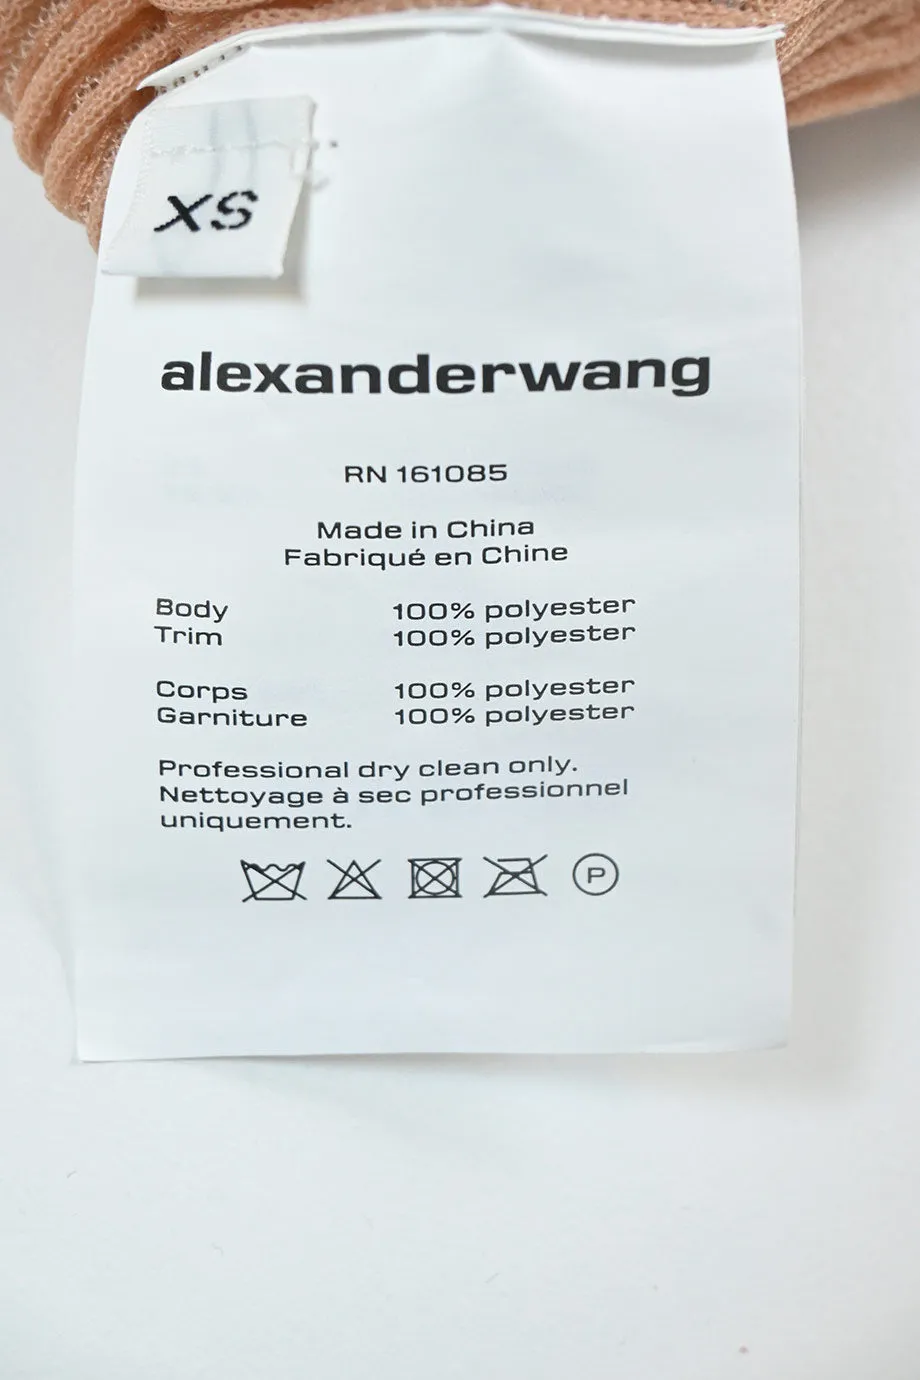 XS
alexanderwang
RN 161085
Made in China
Fabriqué en Chine
Body 100% polyester
Trim 100% polyester
Corps 100% polyester
Garniture 100% polyester
Professional dry clean only.
Nettoyage à sec professionnel
uniquement.
P